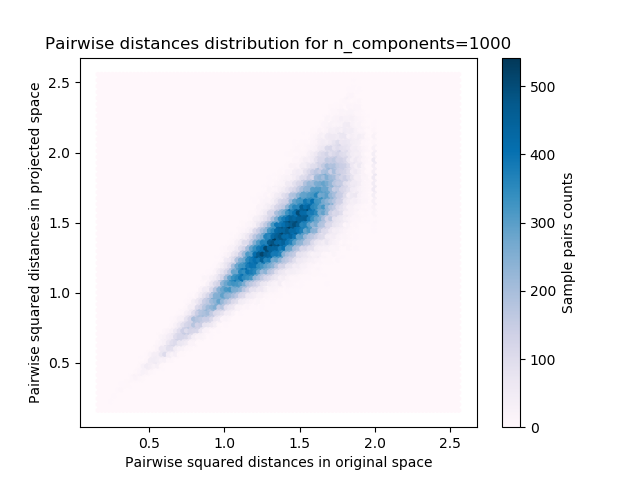 Pairwise distances distribution for n_components=1000
Pairwise squared distances in projected space
2.5
2.0
1.5
1.0
0.5
0.5 1.0 1.5 2.0 2.5
Pairwise squared distances in original space
500
400
300
200
100
0
Sample pairs counts